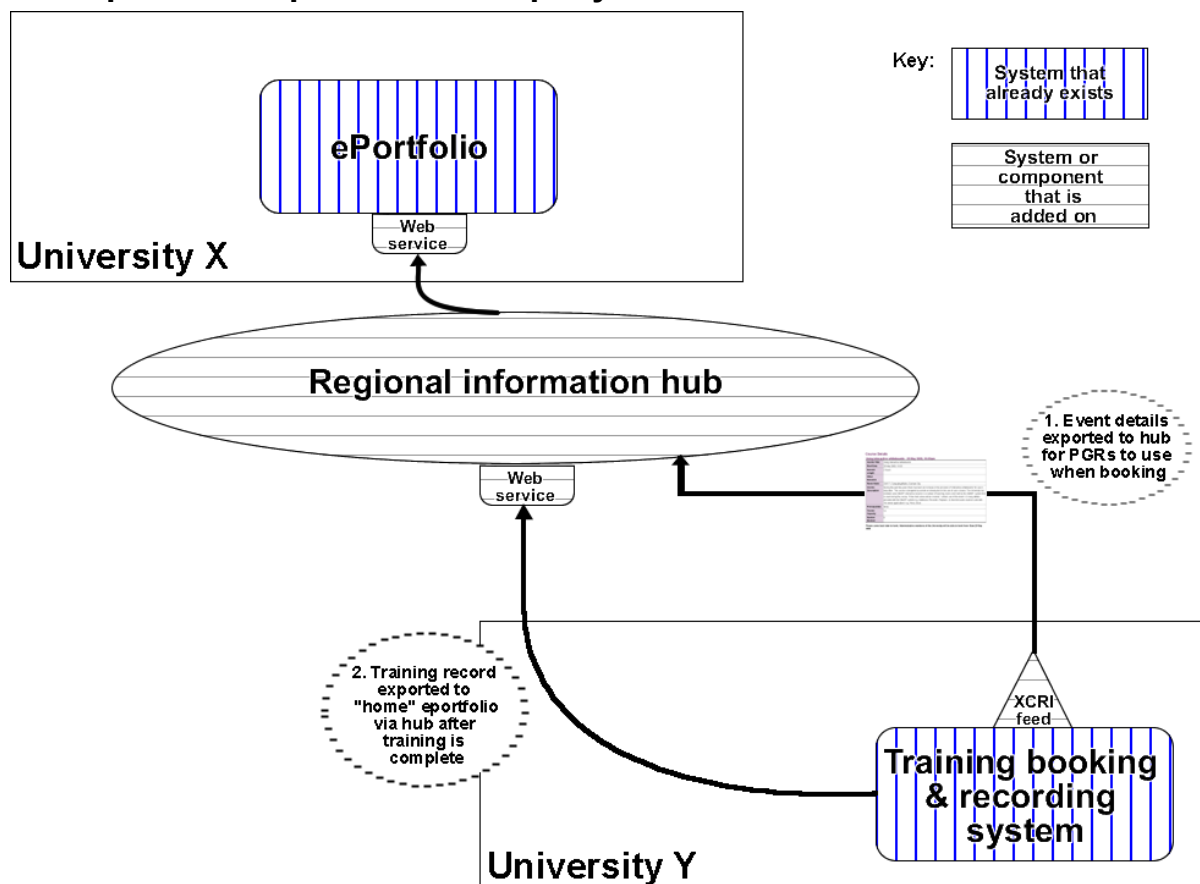 Key:
System that
already exists
System or
component
that is
added on
ePortfolio
Web
service
University X
Regional information hub
Web
service
1. Event details
exported to hub
for PGRs to use
when booking
2. Training record
exported to
"home" eportfolio
via hub after
training is
complete
XCRI
feed
Training booking
& recording
system
University Y